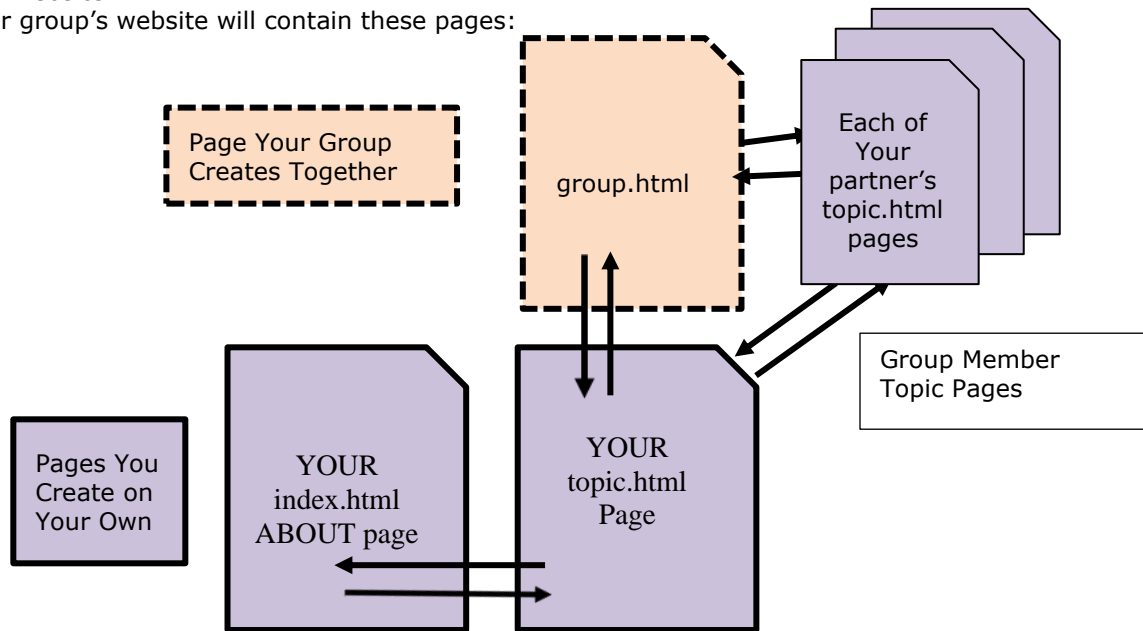 r group's website will contain these pages:
Page Your Group
Creates Together
group.html
Each of
Your
partner's
topic.html
pages
Group Member
Topic Pages
Pages You
Create on
Your Own
YOUR
index.html
ABOUT page
YOUR
topic.html
Page